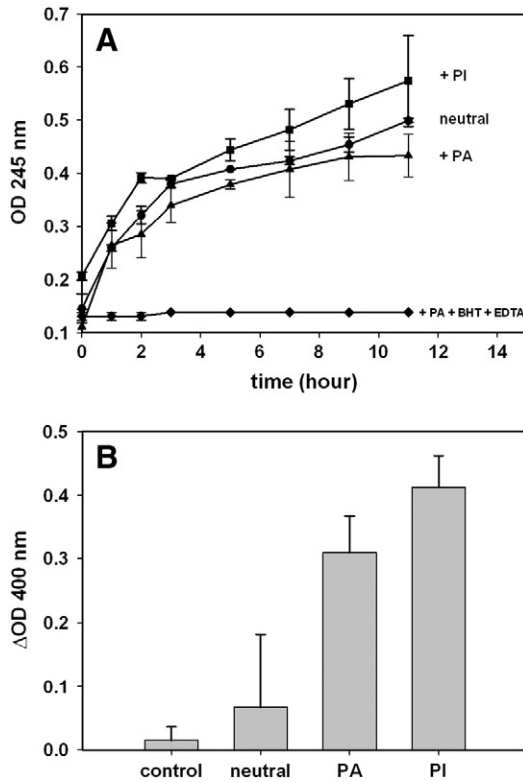 A
OD 245 nm
0.6
0.5
0.4
0.3
0.2
0.1
+ PI
neutral
+ PA
+ PA + BHT + EDTA
0 2 4 6 8 10 12 14
time (hour)
B
ΔOD 400 nm
0.5
0.4
0.3
0.2
0.1
0.0
control neutral PA PI